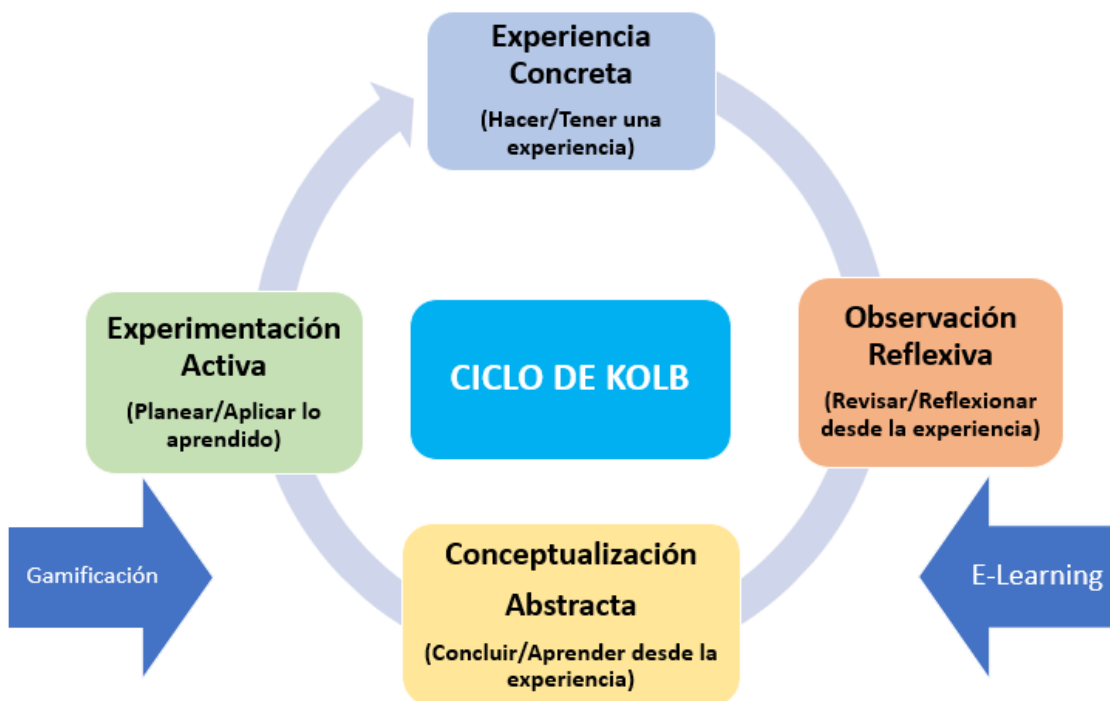 Experiencia
Concreta
(Hacer/Tener una
experiencia)
Experimentación
Activa
(Planear/Aplicar lo
aprendido)
CICLO DE KOLB
Observación
Reflexiva
(Revisar/Reflexionar
desde la experiencia)
Gamificación
Conceptualización
Abstracta
(Concluir/Aprender desde la
experiencia)
E-Learning